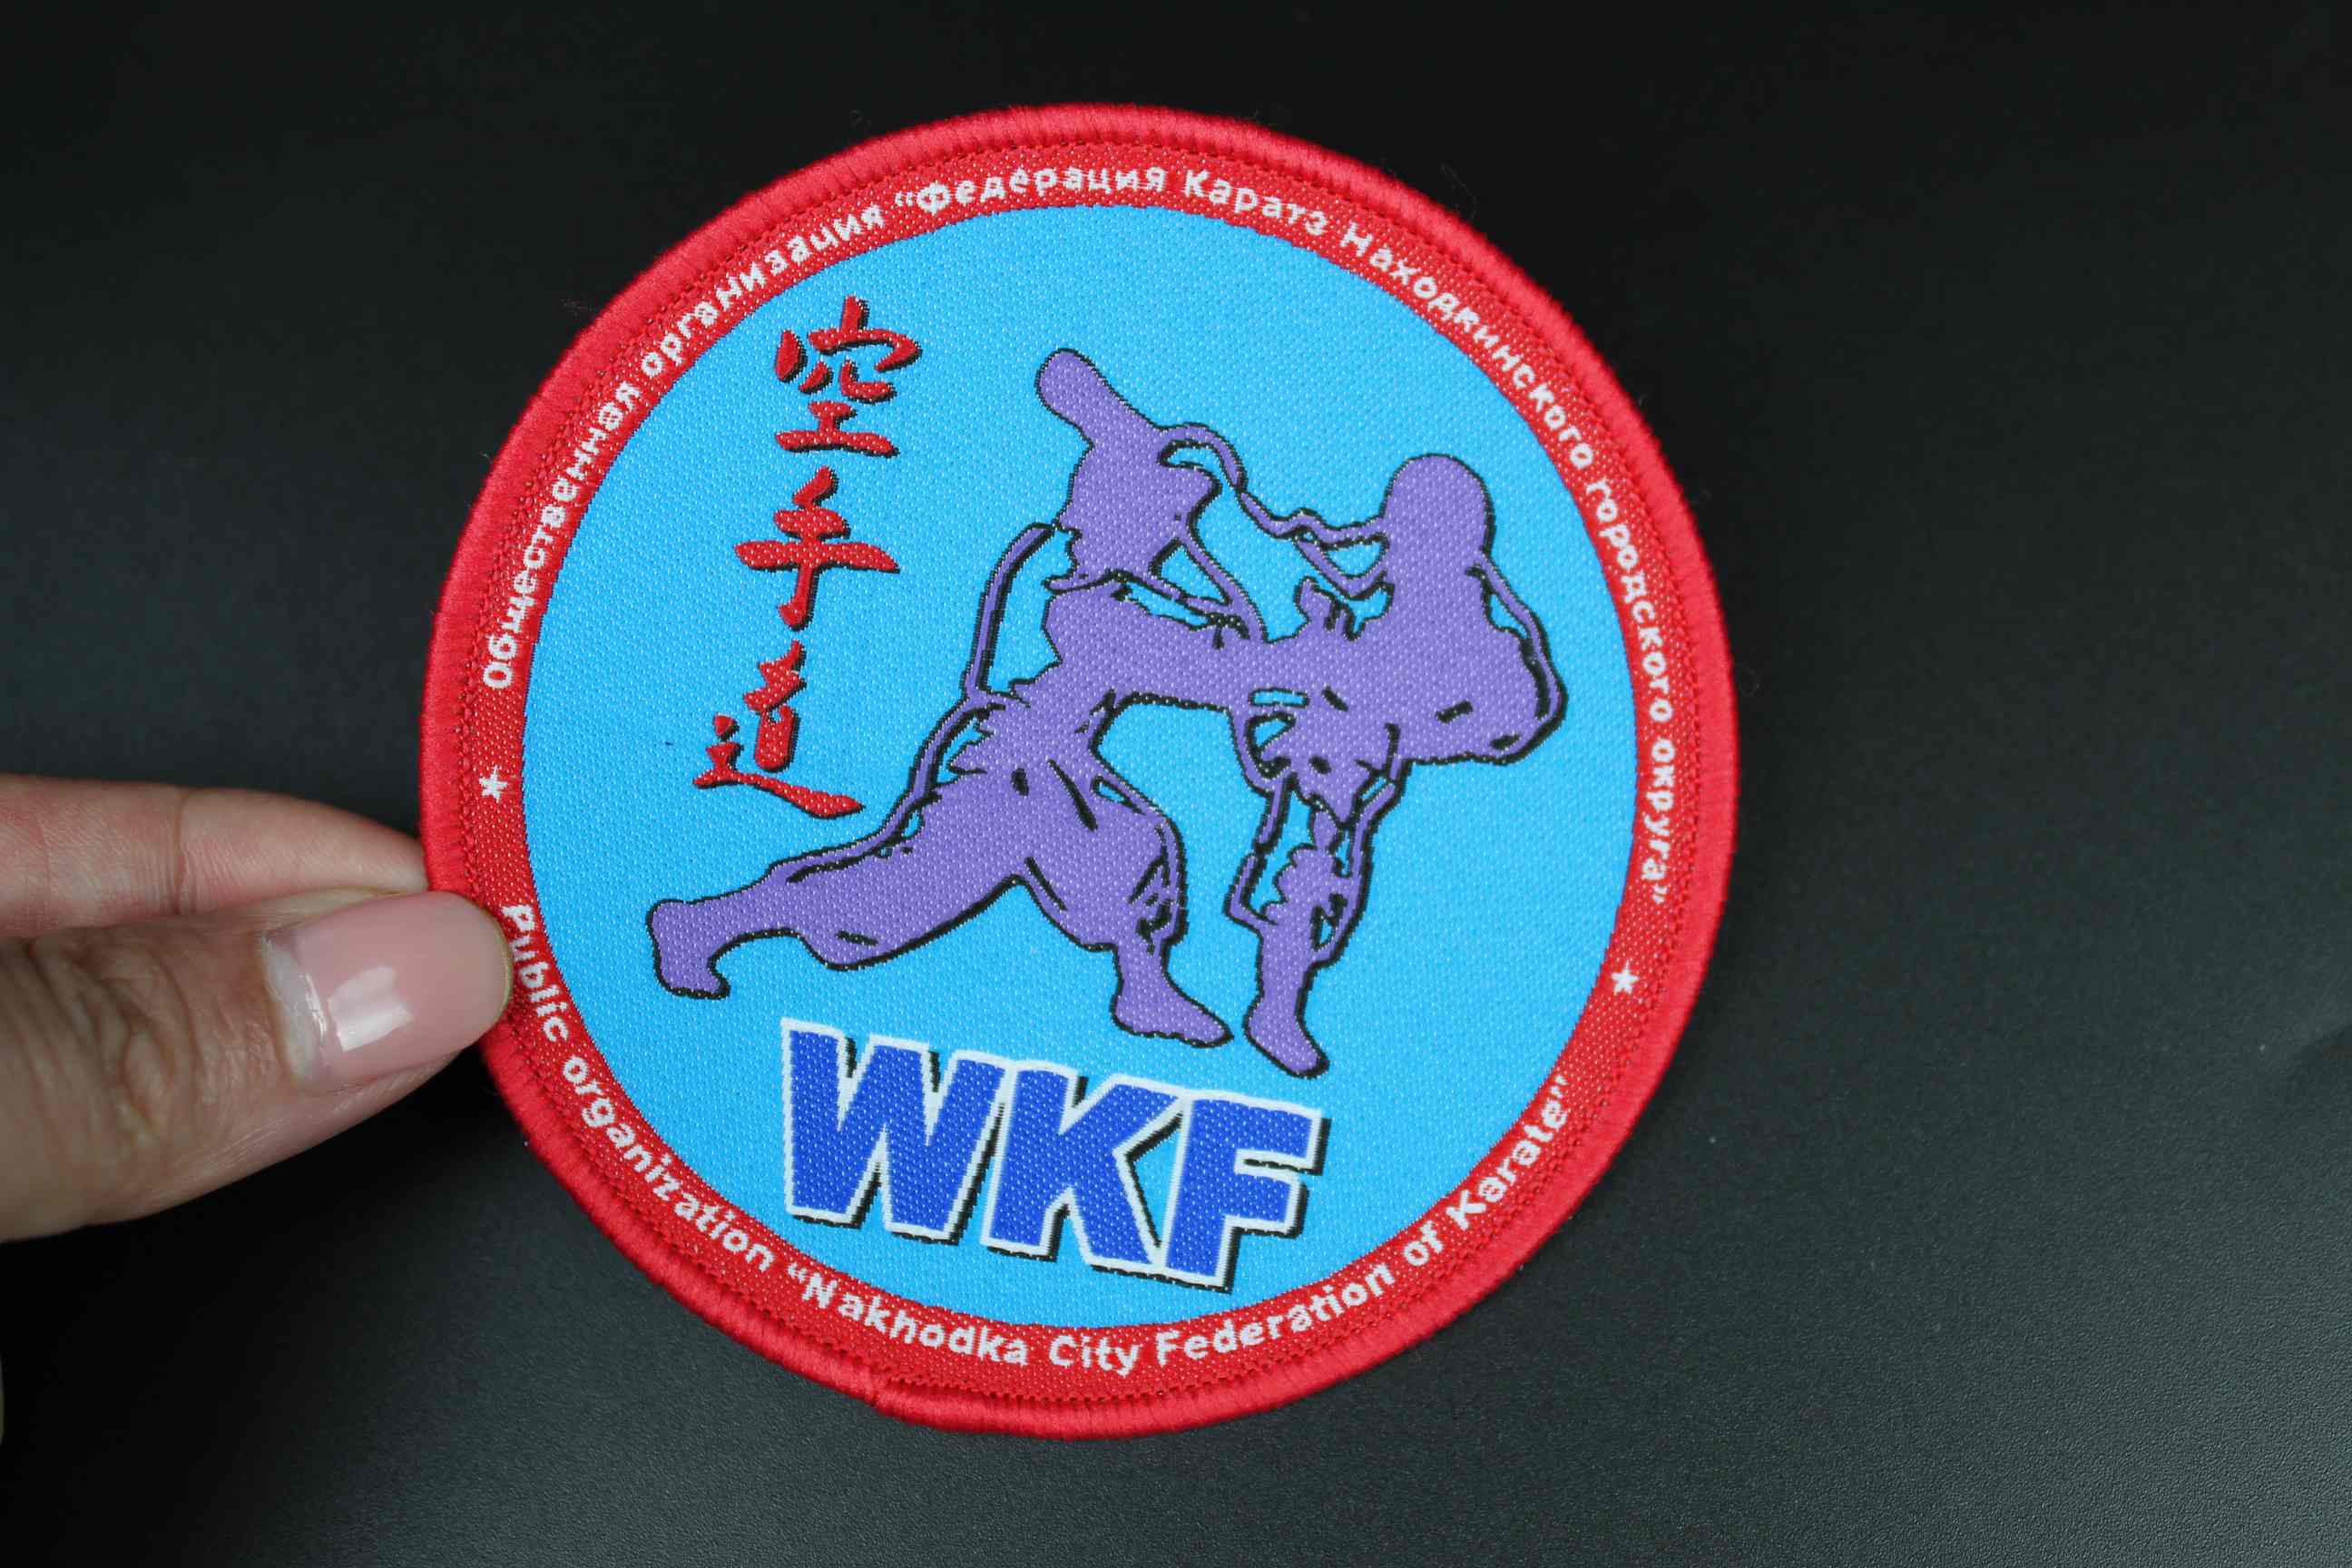 Общественная организация “Федерация Каратэ Находкинского городского округа”
空手道
WKF
Public organization “Nakhodka City Federation of Karate”